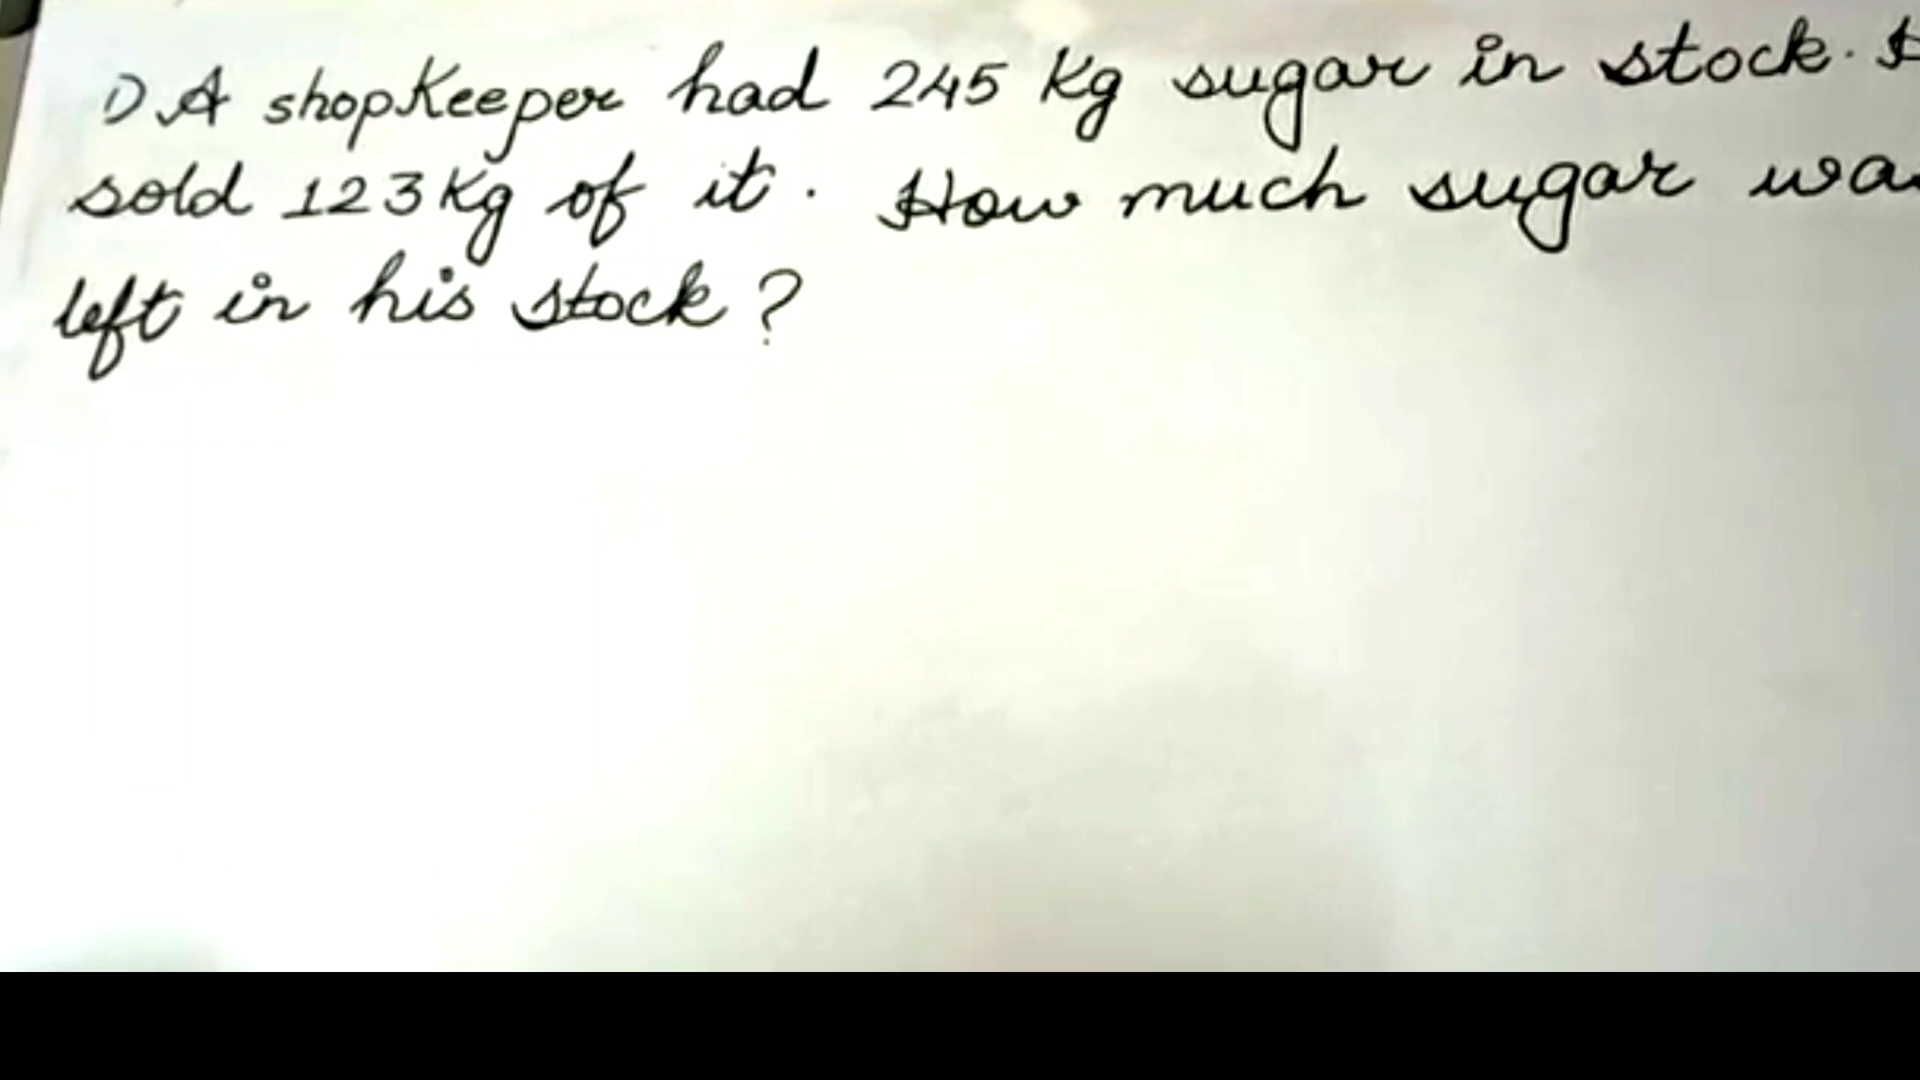 1) A shopkeeper had 245 Kg sugar in stock.
sold 123 Kg of it. How much sugar
left in his stock?